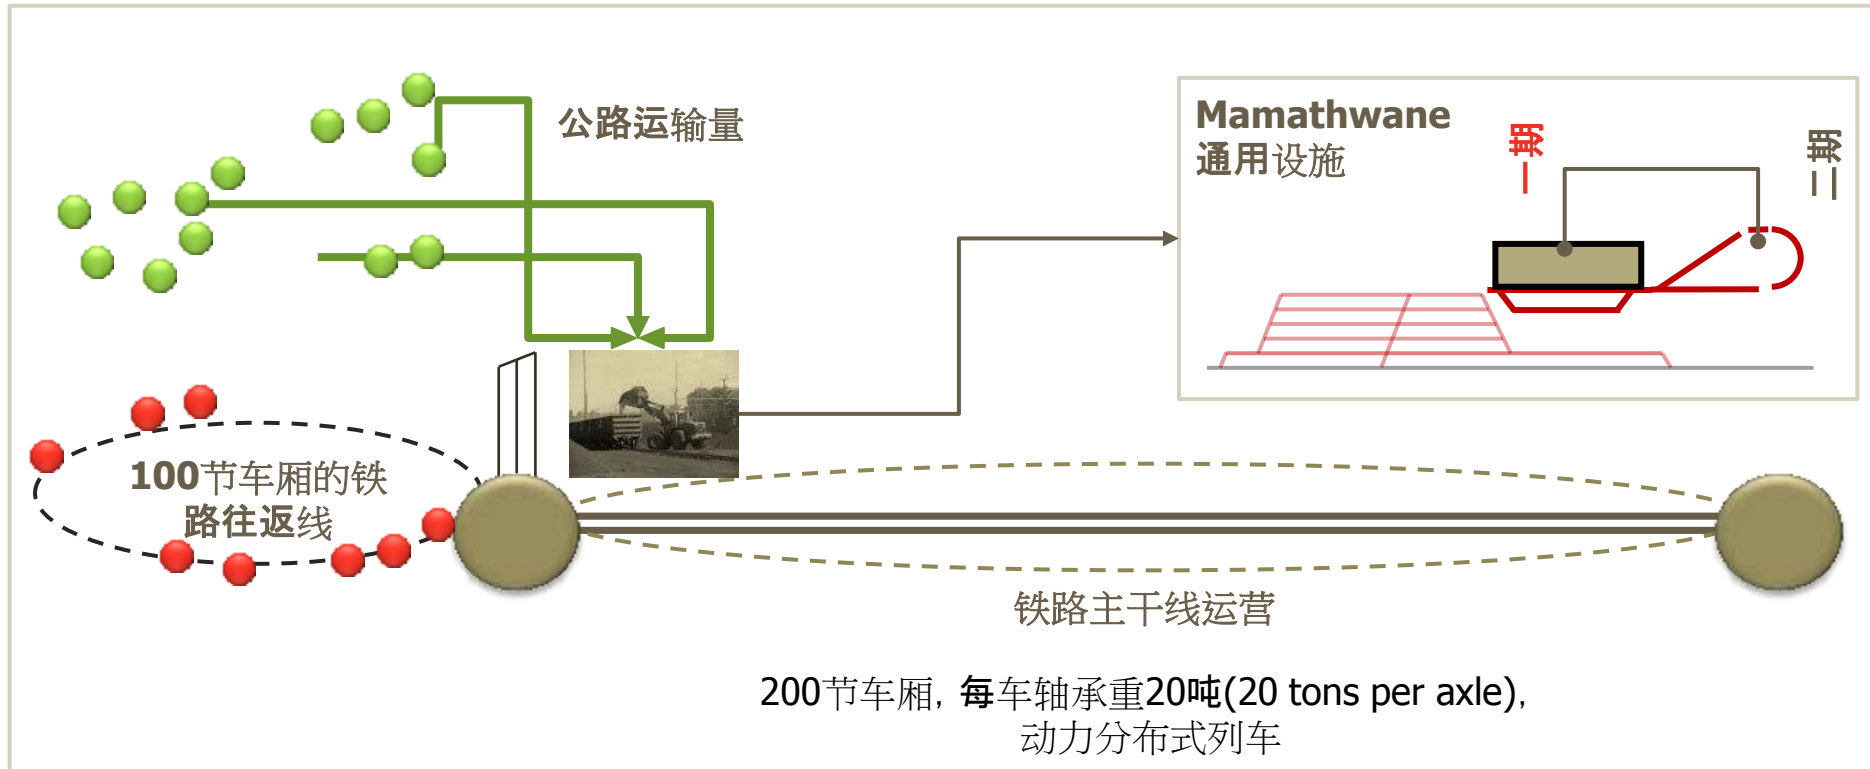 公路运输量
Mamathwane
通用设施
一期
二期
100节车厢的铁
路往返线
铁路主干线运营
200节车厢, 每车轴承重20吨(20 tons per axle),
动力分布式列车